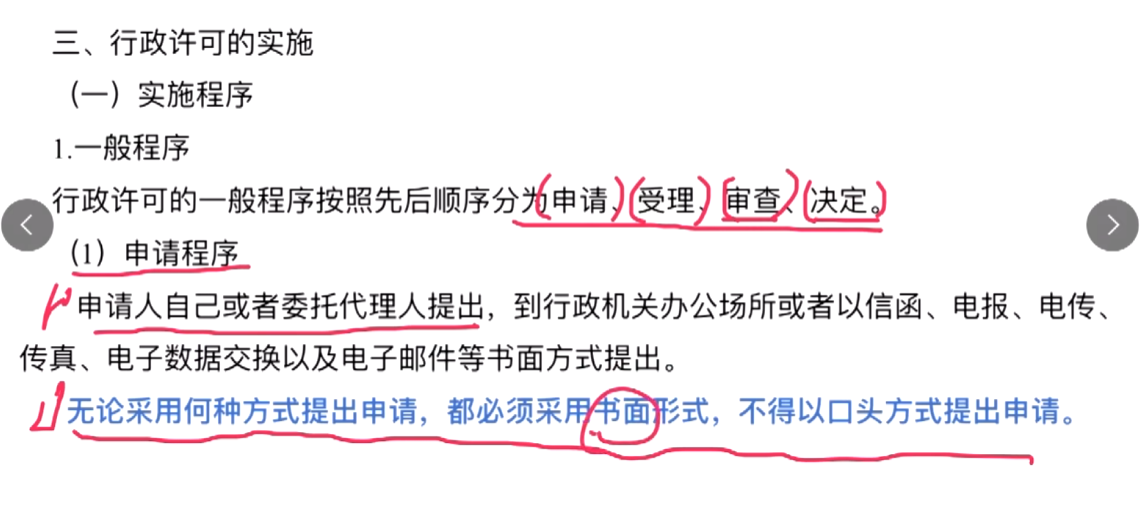 三、行政许可的实施
（一）实施程序
1.一般程序
行政许可的一般程序按照先后顺序分为申请、受理、审查、决定。
（1）申请程序
申请人自己或者委托代理人提出，到行政机关办公场所或者以信函、电报、电传、
传真、电子数据交换以及电子邮件等书面方式提出。
无论采用何种方式提出申请，都必须采用书面形式，不得以口头方式提出申请。